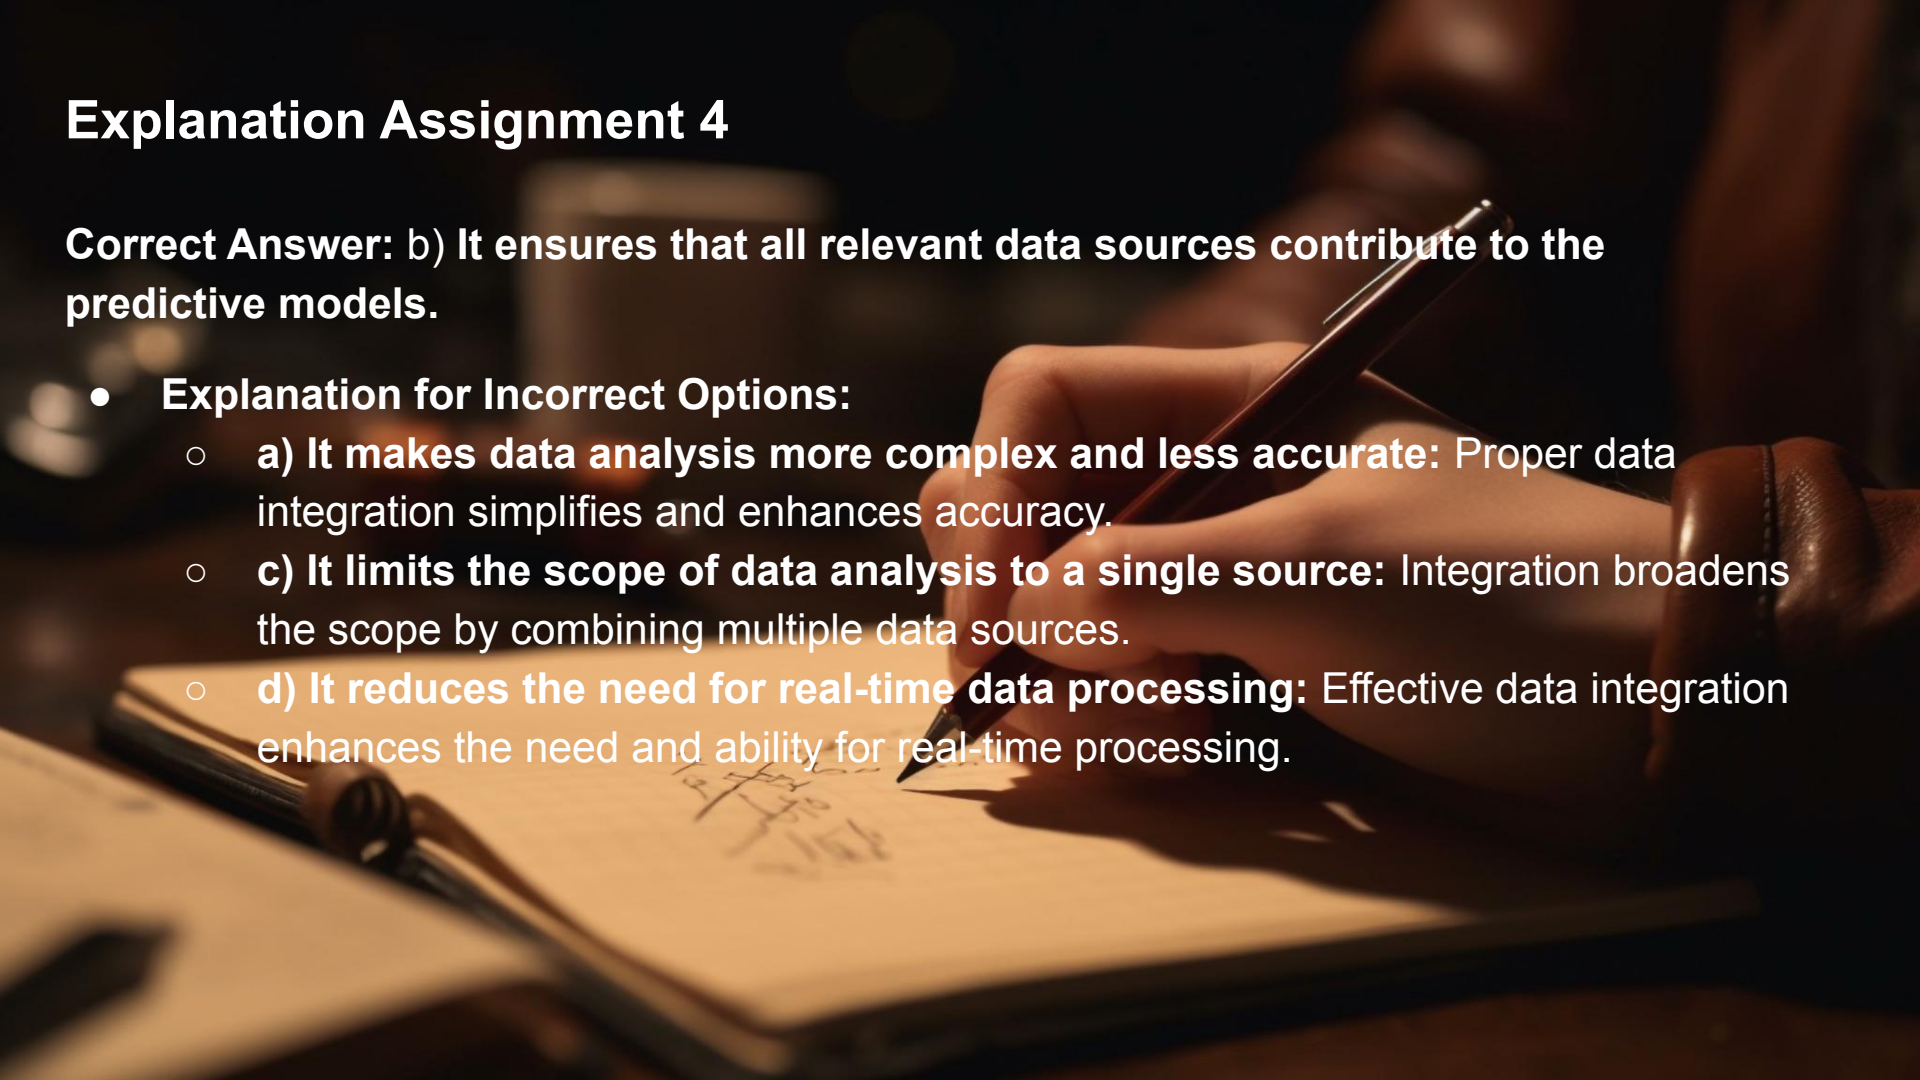 Explanation Assignment 4
Correct Answer: b) It ensures that all relevant data sources contribute to the
predictive models.
● Explanation for Incorrect Options:
○ a) It makes data analysis more complex and less accurate: Proper data
integration simplifies and enhances accuracy.
○ c) It limits the scope of data analysis to a single source: Integration broadens
the scope by combining multiple data sources.
○ d) It reduces the need for real-time data processing: Effective data integration
enhances the need and ability for real-time processing.